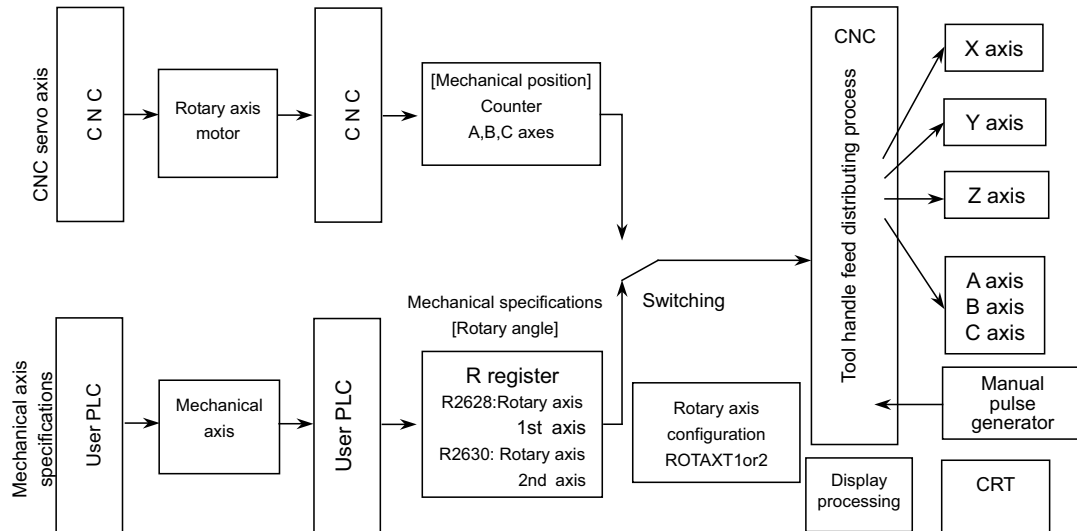 CNC servo axis
C N C
Rotary axis
motor
C N C
[Mechanical position]
Counter
A,B,C axes
CNC
Tool handle feed distributing process
X axis
Y axis
Z axis
A axis
B axis
C axis
Switching
Mechanical axis
specifications
User PLC
Mechanical
axis
User PLC
Mechanical specifications
[Rotary angle]
R register
R2628:Rotary axis
1st axis
R2630: Rotary axis
2nd axis
Rotary axis
configuration
ROTAXT1or2
Manual
pulse
generator
Display
processing
CRT